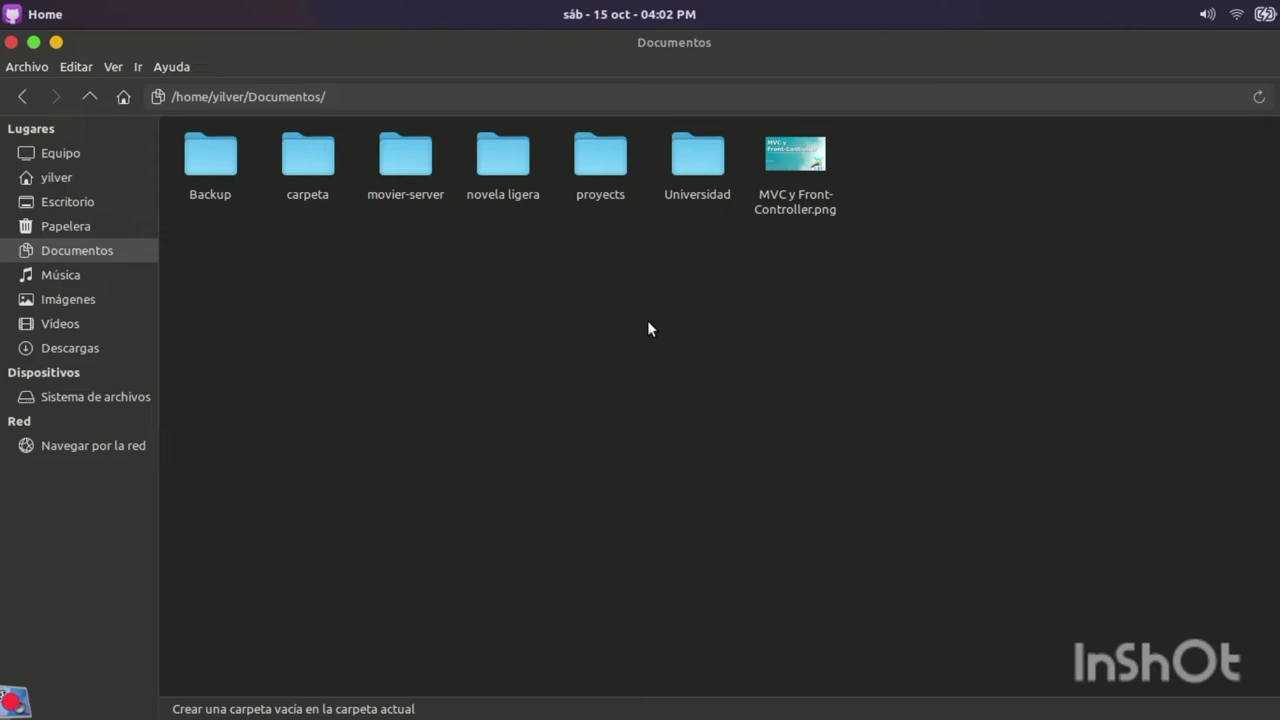 Home
sáb - 15 oct - 04:02 PM
Documentos
Archivo Editar Ver Ir Ayuda
/home/yilver/Documentos/
Lugares
Equipo
yilver
Escritorio
Papelera
Documentos
Música
Imágenes
Vídeos
Descargas
Dispositivos
Sistema de archivos
Red
Navegar por la red
Backup
carpeta
movier-server
novela ligera
proyects
Universidad
MVC y
Front-Controller
MVC y Front-
Controller.png
InShOt
Crear una carpeta vacía en la carpeta actual